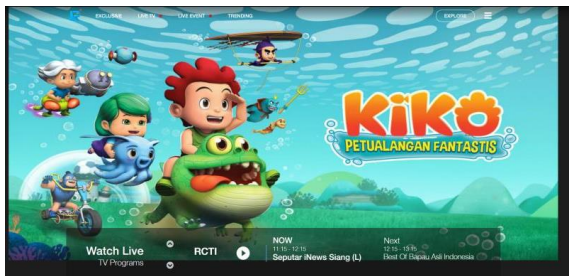 EXCLUSIVE LIVE TV LIVE EVENT TRENDING EXPLORE
KIKO
PETUALANGAN FANTASTIS
Watch Live
TV Programs
RCTI
NOW
11:15 - 12:15
Seputar iNews Siang (L)
Next
12:15 - 13:15
Best Of Bapau Asli Indonesia